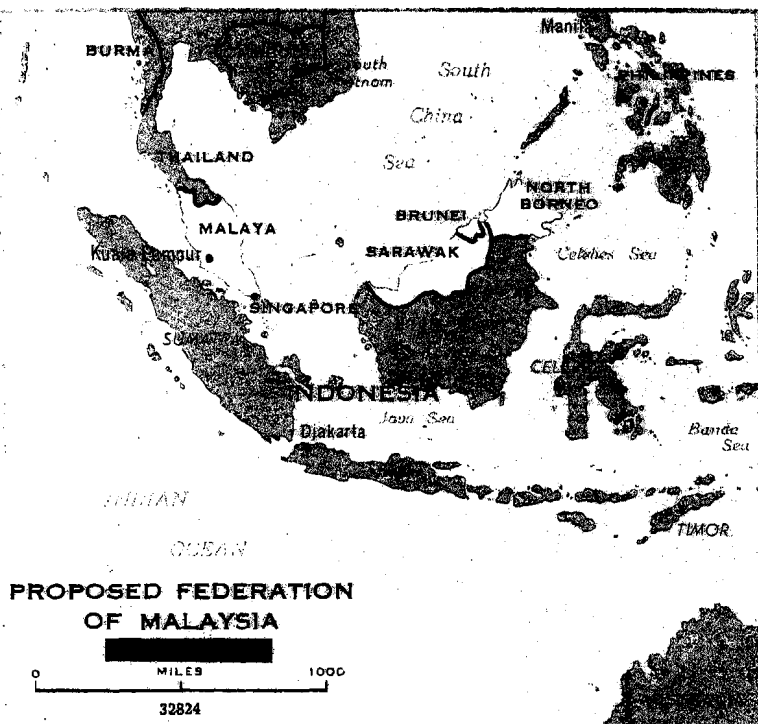 Manila
BURMA
South
Vietnam
South
China
Sea
PHILIPPINES
THAILAND
NORTH
BORNEO
BRUNEI
MALAYA
SARAWAK
Kuala Lumpur
Celebes Sea
SINGAPORE
SUMATRA
INDONESIA
Java Sea
Djakarta
Banda
Sea
INDIAN
OCEAN
TIMOR
PROPOSED FEDERATION
OF MALAYSIA
0 MILES 1000
32824